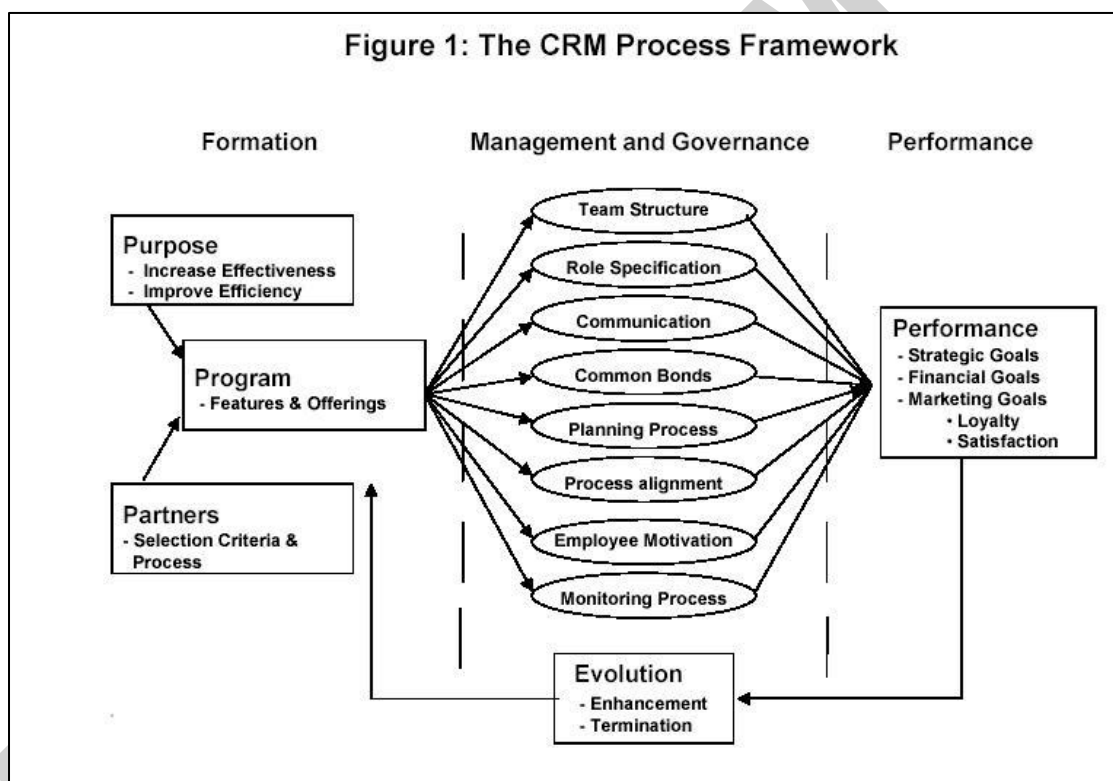 Figure 1: The CRM Process Framework
Formation
Management and Governance
Performance
Purpose
- Increase Effectiveness
- Improve Efficiency
Program
- Features & Offerings
Partners
- Selection Criteria &
Process
Team Structure
Role Specification
Communication
Common Bonds
Planning Process
Process alignment
Employee Motivation
Monitoring Process
Performance
- Strategic Goals
- Financial Goals
- Marketing Goals
• Loyalty
• Satisfaction
Evolution
- Enhancement
- Termination